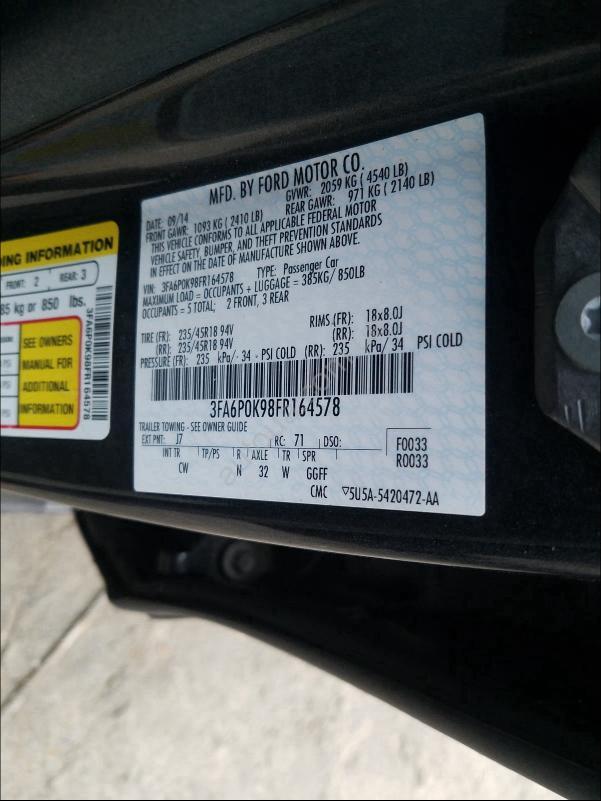 MFD. BY FORD MOTOR CO.
DATE: 09/14 GVWR: 2059 KG (4540 LB)
FRONT GAWR: 1093 KG (2410 LB) REAR GAWR: 971 KG (2140 LB)
THIS VEHICLE CONFORMS TO ALL APPLICABLE FEDERAL MOTOR
VEHICLE SAFETY, BUMPER, AND THEFT PREVENTION STANDARDS
IN EFFECT ON THE DATE OF MANUFACTURE SHOWN ABOVE.
VIN: 3FA6P0K98FR164578 TYPE: Passenger Car
MAXIMUM LOAD = OCCUPANTS + LUGGAGE = 385KG/ 850LB
OCCUPANTS = 5 TOTAL; 2 FRONT, 3 REAR
TIRE (FR): 235/45R18 94V RIMS (FR): 18x8.0J
(RR): 235/45R18 94V (RR): 18x8.0J
PRESSURE (FR): 235 kPa/ 34 PSI COLD (RR): 235 kPa/ 34 PSI COLD
3FA6P0K98FR164578
TRAILER TOWING - SEE OWNER GUIDE
EXT PNT: J7 RC: 71 DSO: F0033
R0033
INT TR TP/PS R AXLE TR SPR
CW N 32 W GGFF
CMC ▽5U5A-5420472-AA
DING INFORMATION
FRONT: 2 REAR: 3
85 kg or 850 lbs.
SEE OWNERS
MANUAL FOR
ADDITIONAL
INFORMATION
3FA6P0K98FR164578